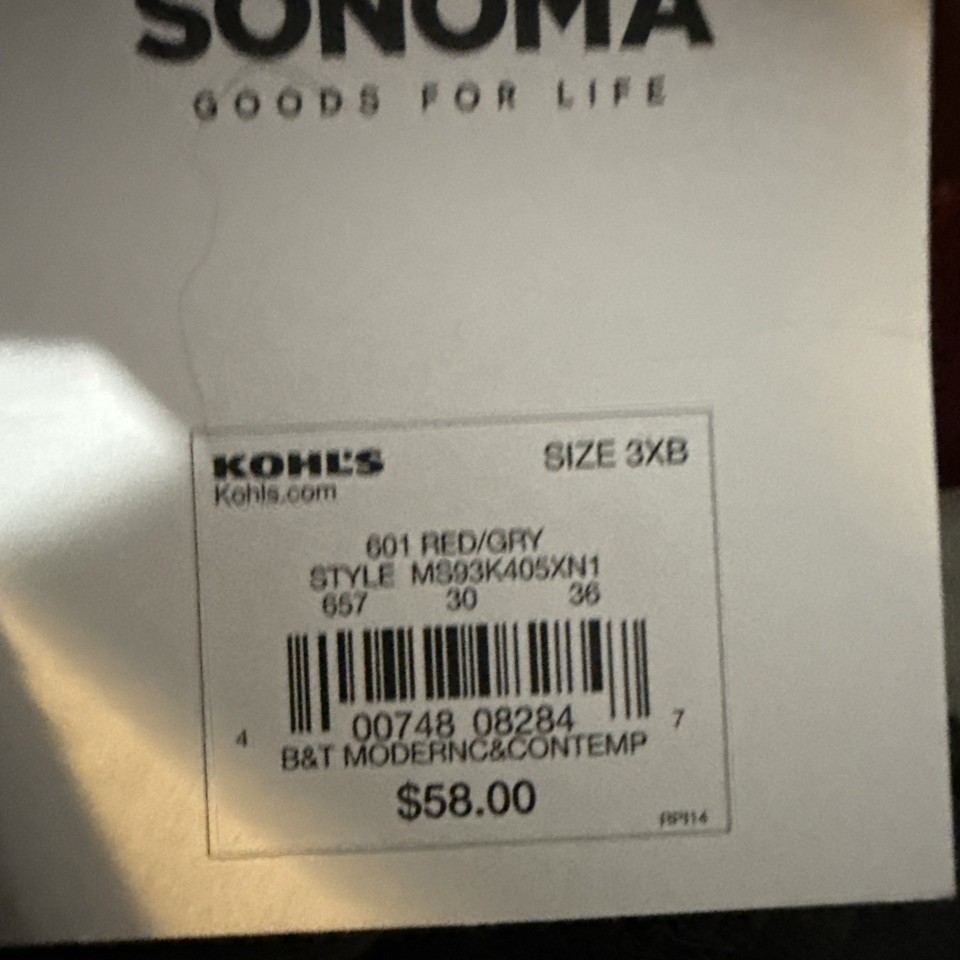 SONOMA
GOODS FOR LIFE
KOHL'S SIZE 3XB
Kohls.com
601 RED/GRY
STYLE MS93K405XN1
657 30 36
4 00748 08284 7
B&T MODERNC&CONTEMP
$58.00
RPI14